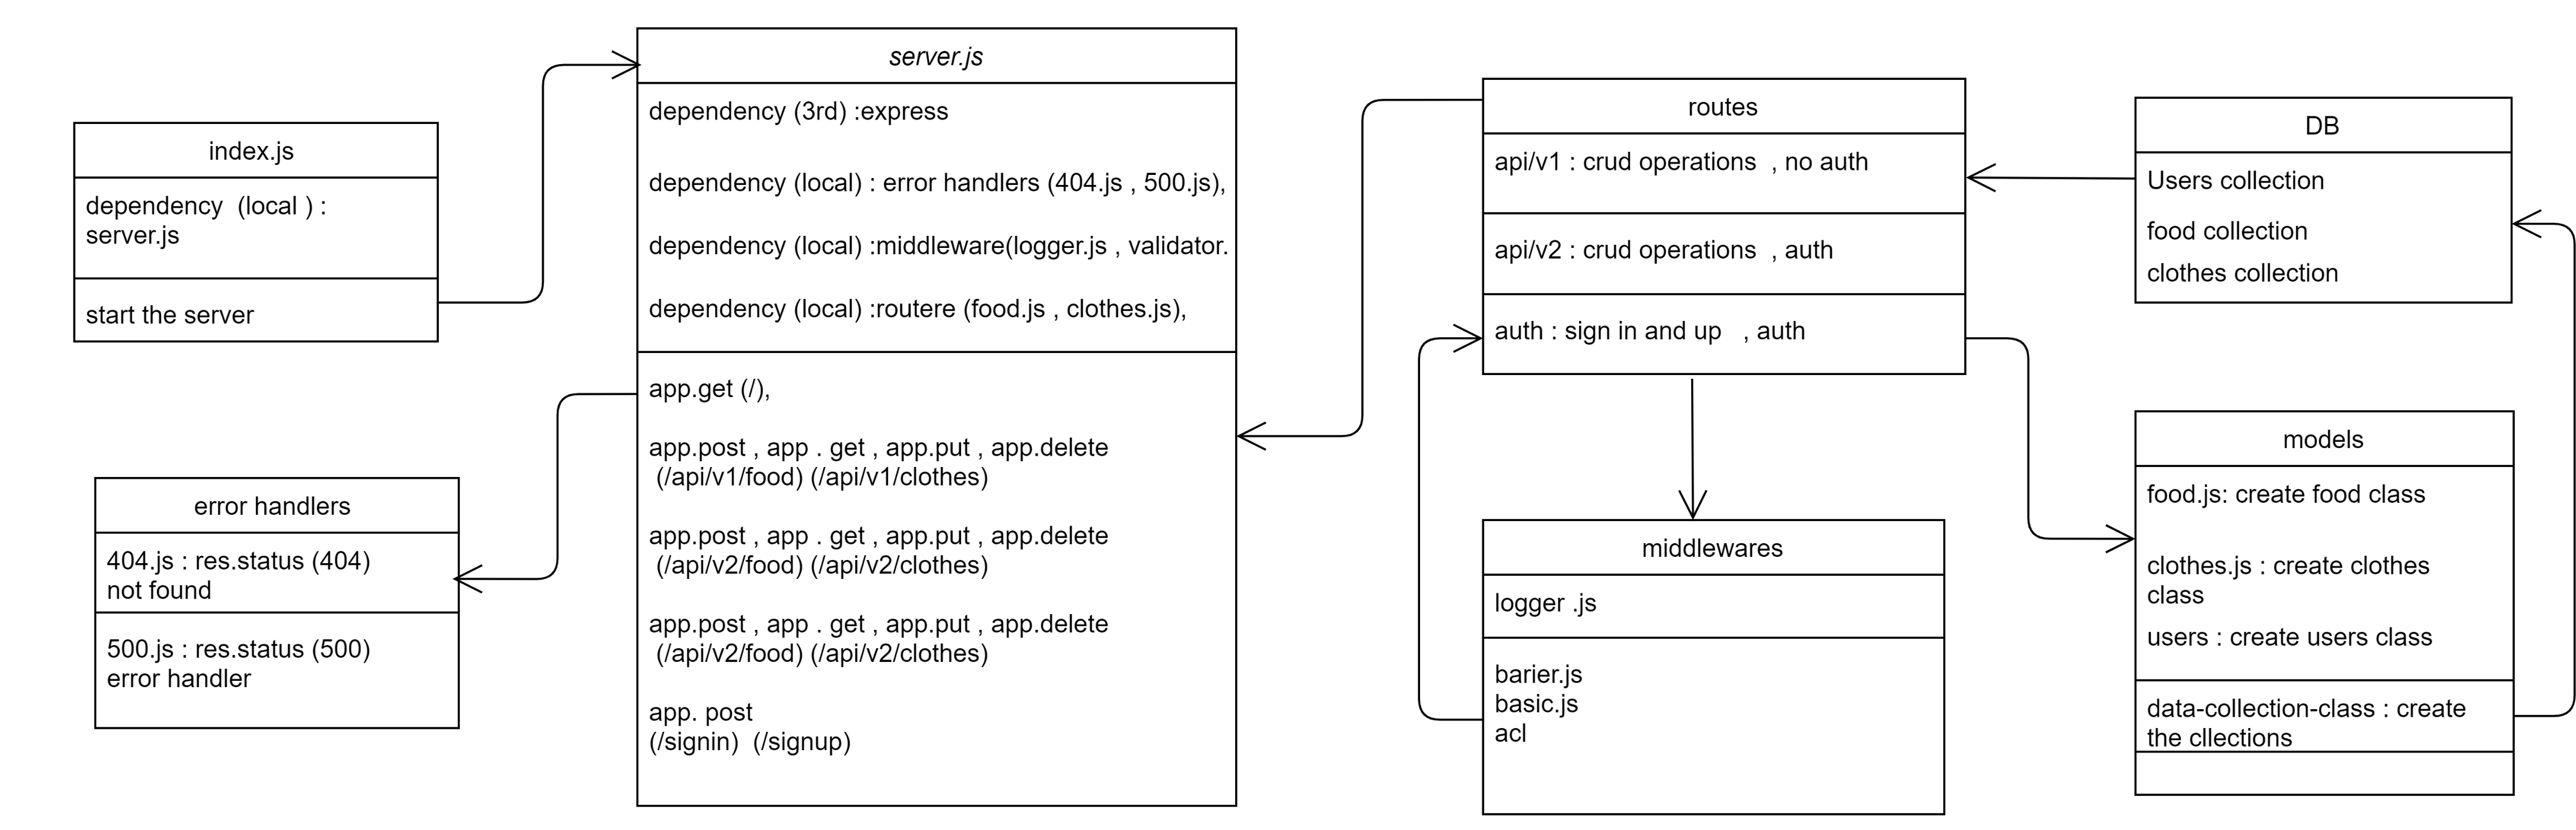 index.js
dependency  (local ) :
server.js
start the server
error handlers
404.js : res.status (404)
not found
500.js : res.status (500)
error handler
server.js
dependency (3rd) :express
dependency (local) : error handlers (404.js , 500.js),
dependency (local) :middleware(logger.js , validator.
dependency (local) :routere (food.js , clothes.js),
app.get (/),
app.post , app . get , app.put , app.delete
(/api/v1/food) (/api/v1/clothes)
app.post , app . get , app.put , app.delete
(/api/v2/food) (/api/v2/clothes)
app.post , app . get , app.put , app.delete
(/api/v2/food) (/api/v2/clothes)
app. post
(/signin)  (/signup)
routes
api/v1 : crud operations  , no auth
api/v2 : crud operations  , auth
auth : sign in and up   , auth
middlewares
logger .js
barier.js
basic.js
acl
DB
Users collection
food collection
clothes collection
models
food.js: create food class
clothes.js : create clothes
class
users : create users class
data-collection-class : create
the cllections